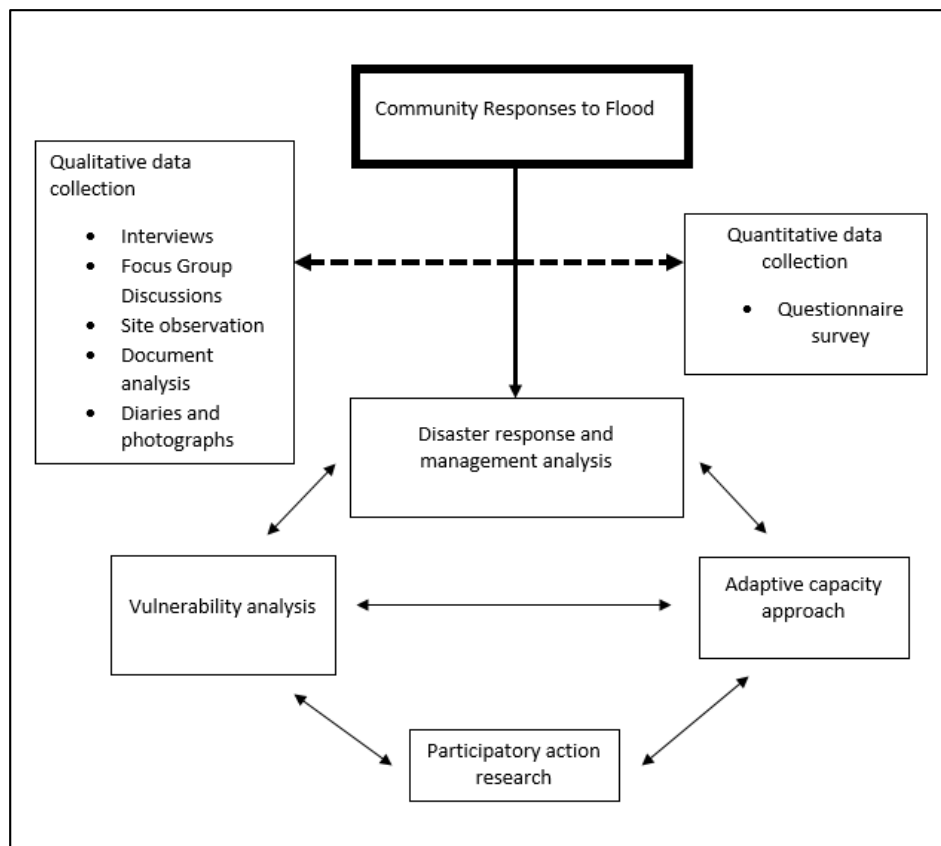 Community Responses to Flood
Qualitative data
collection
• Interviews
• Focus Group
Discussions
• Site observation
• Document
analysis
• Diaries and
photographs
Quantitative data
collection
• Questionnaire
survey
Disaster response and
management analysis
Vulnerability analysis
Adaptive capacity
approach
Participatory action
research